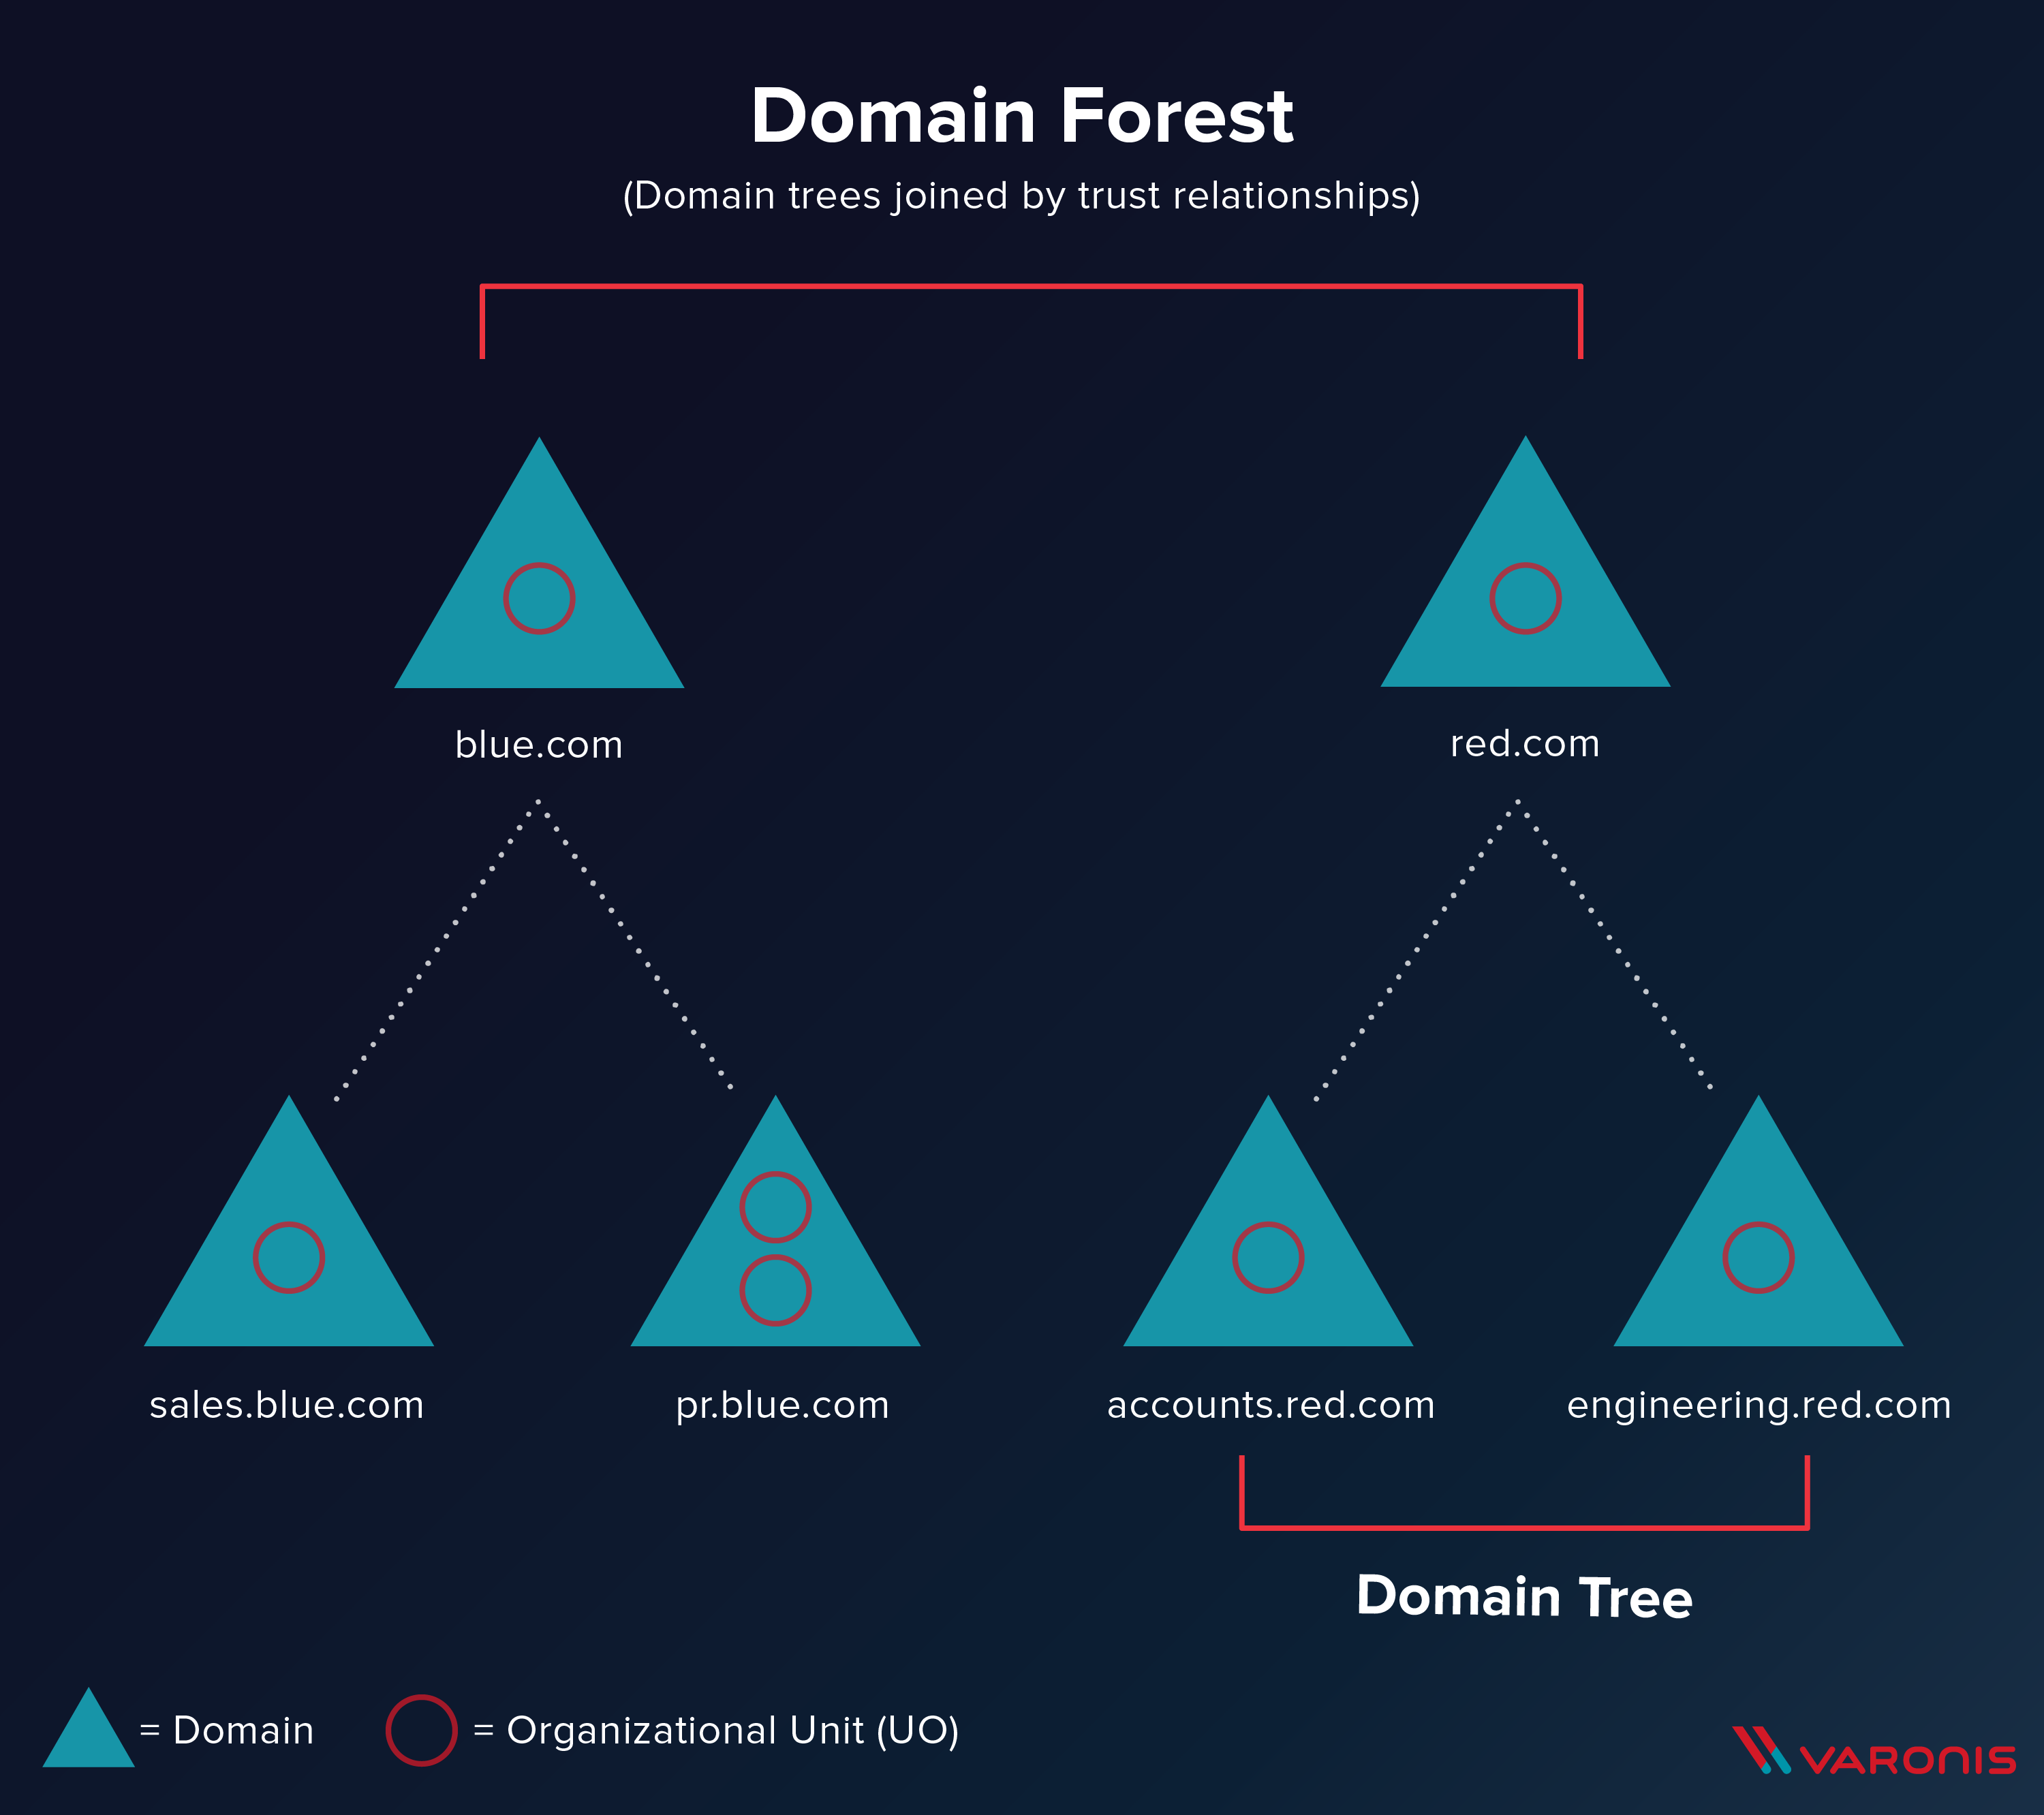 Domain Forest
(Domain trees joined by trust relationships)
blue.com
red.com
sales.blue.com
pr.blue.com
accounts.red.com
engineering.red.com
Domain Tree
= Domain
= Organizational Unit (UO)
VARONIS